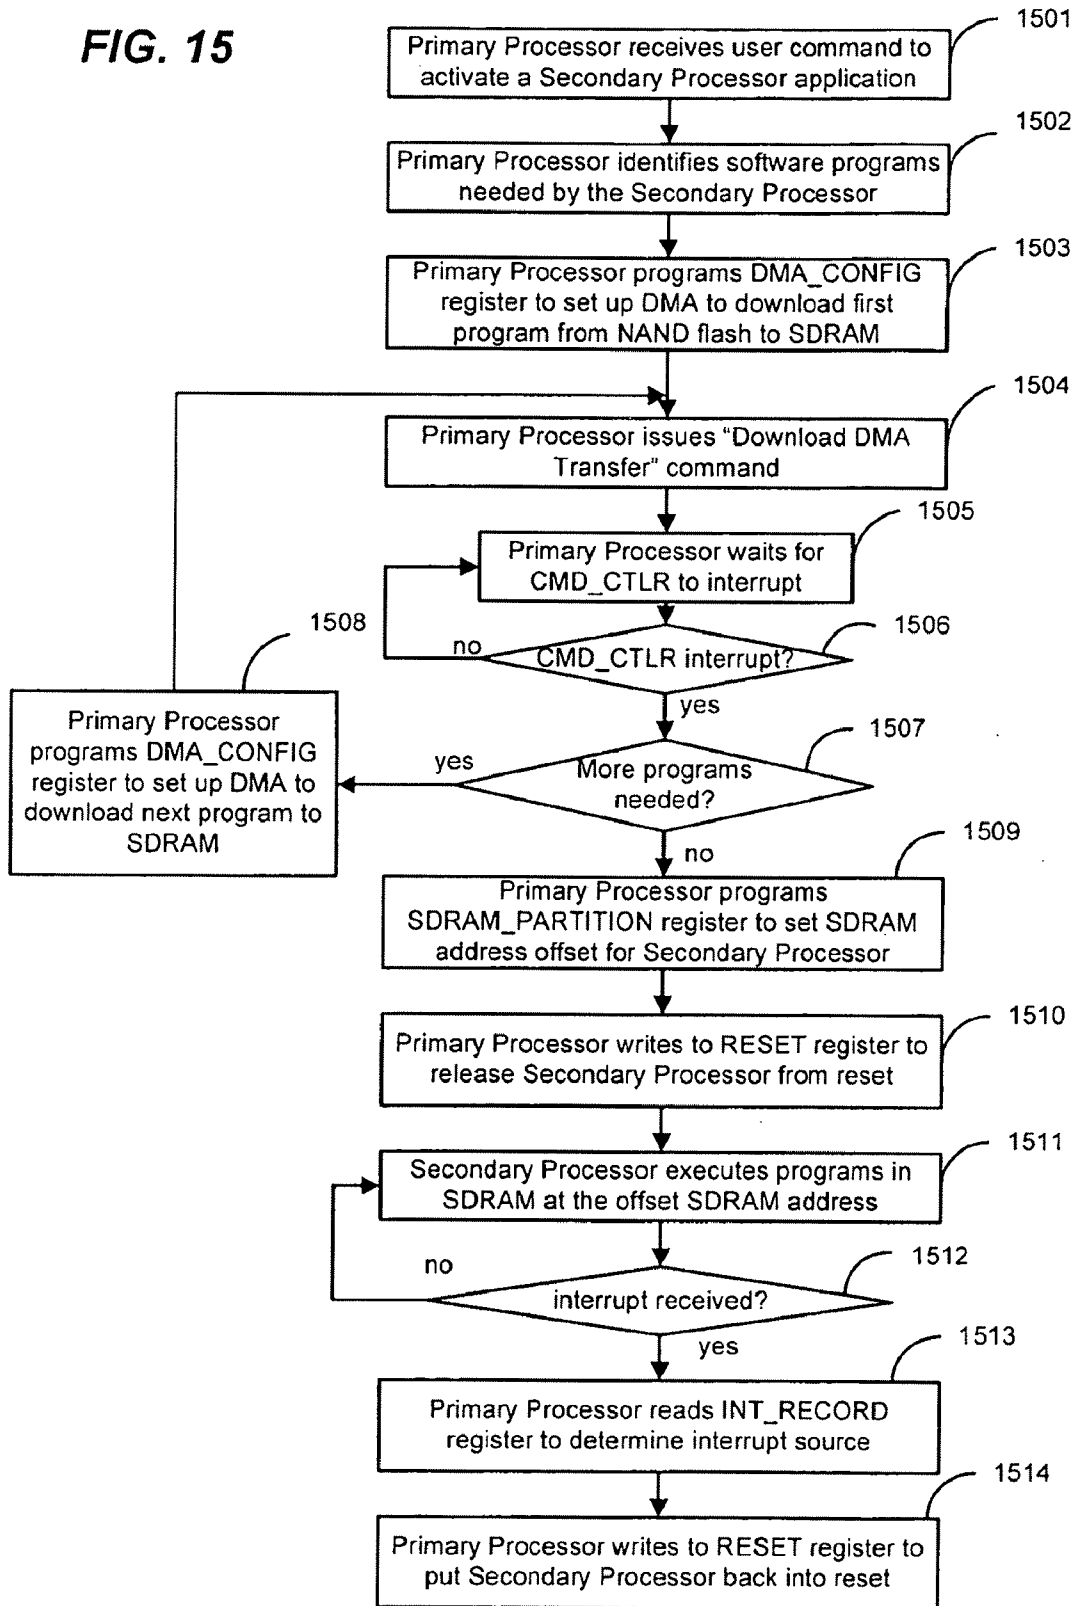 FIG. 15
1501
Primary Processor receives user command to
activate a Secondary Processor application
1502
Primary Processor identifies software programs
needed by the Secondary Processor
1503
Primary Processor programs DMA_CONFIG
register to set up DMA to download first
program from NAND flash to SDRAM
1504
Primary Processor issues “Download DMA
Transfer” command
1505
Primary Processor waits for
CMD_CTLR to interrupt
1506
CMD_CTLR interrupt?
no
yes
1507
More programs
needed?
yes
no
1508
Primary Processor
programs DMA_CONFIG
register to set up DMA to
download next program to
SDRAM
1509
Primary Processor programs
SDRAM_PARTITION register to set SDRAM
address offset for Secondary Processor
1510
Primary Processor writes to RESET register to
release Secondary Processor from reset
1511
Secondary Processor executes programs in
SDRAM at the offset SDRAM address
1512
interrupt received?
no
yes
1513
Primary Processor reads INT_RECORD
register to determine interrupt source
1514
Primary Processor writes to RESET register to
put Secondary Processor back into reset